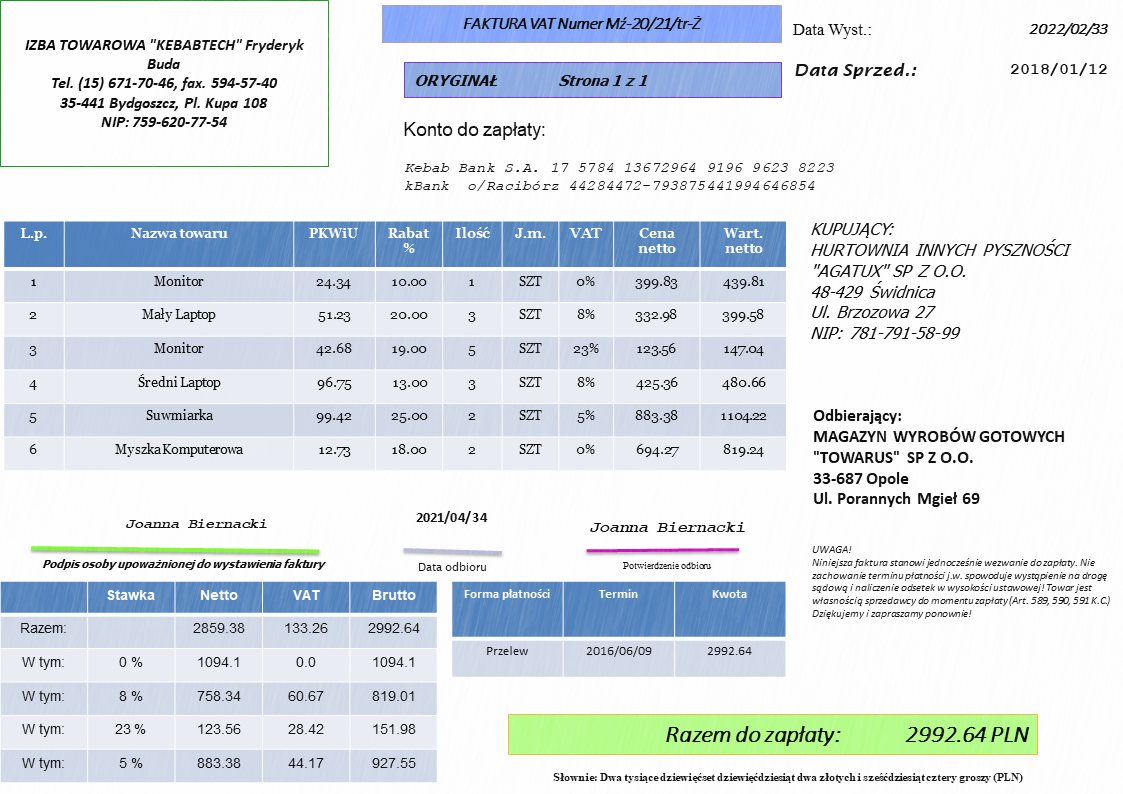 IZBA TOWAROWA "KEBABTECH" Fryderyk
Buda
Tel. (15) 671-70-46, fax. 594-57-40
35-441 Bydgoszcz, Pl. Kupa 108
NIP: 759-620-77-54
FAKTURA VAT Numer Mź-20/21/tr-Ż
ORYGINAŁ Strona 1 z 1
Data Wyst.: 2022/02/33
Data Sprzed.: 2018/01/12
Konto do zapłaty:
Kebab Bank S.A. 17 5784 13672964 9196 9623 8223
kBank o/Racibórz 44284472-793875441994646854
L.p. Nazwa towaru PKWiU Rabat % Ilość J.m. VAT Cena netto Wart. netto
1 Monitor 24.34 10.00 1 SZT 0% 399.83 439.81
2 Mały Laptop 51.23 20.00 3 SZT 8% 332.98 399.58
3 Monitor 42.68 19.00 5 SZT 23% 123.56 147.04
4 Średni Laptop 96.75 13.00 3 SZT 8% 425.36 480.66
5 Suwmiarka 99.42 25.00 2 SZT 5% 883.38 1104.22
6 Myszka Komputerowa 12.73 18.00 2 SZT 0% 694.27 819.24
KUPUJĄCY:
HURTOWNIA INNYCH PYSZNOŚCI
"AGATUX" SP Z O.O.
48-429 Świdnica
Ul. Brzozowa 27
NIP: 781-791-58-99
Odbierający:
MAGAZYN WYROBÓW GOTOWYCH
"TOWARUS" SP Z O.O.
33-687 Opole
Ul. Porannych Mgieł 69
Joanna Biernacki
Podpis osoby upoważnionej do wystawienia faktury
2021/04/34
Data odbioru
Joanna Biernacki
Potwierdzenie odbioru
UWAGA!
Niniejsza faktura stanowi jednocześnie wezwanie do zapłaty. Nie
zachowanie terminu płatności j.w. spowoduje wystąpienie na drogę
sądową i naliczenie odsetek w wysokości ustawowej! Towar jest
własnością sprzedawcy do momentu zapłaty (Art. 589, 590, 591 K.C.)
Dziękujemy i zapraszamy ponownie!
Stawka Netto VAT Brutto
Razem: 2859.38 133.26 2992.64
W tym: 0 % 1094.1 0.0 1094.1
W tym: 8 % 758.34 60.67 819.01
W tym: 23 % 123.56 28.42 151.98
W tym: 5 % 883.38 44.17 927.55
Forma płatności Termin Kwota
Przelew 2016/06/09 2992.64
Razem do zapłaty: 2992.64 PLN
Słownie: Dwa tysiące dziewięćset dziewięćdziesiąt dwa złotych i sześćdziesiąt cztery groszy (PLN)